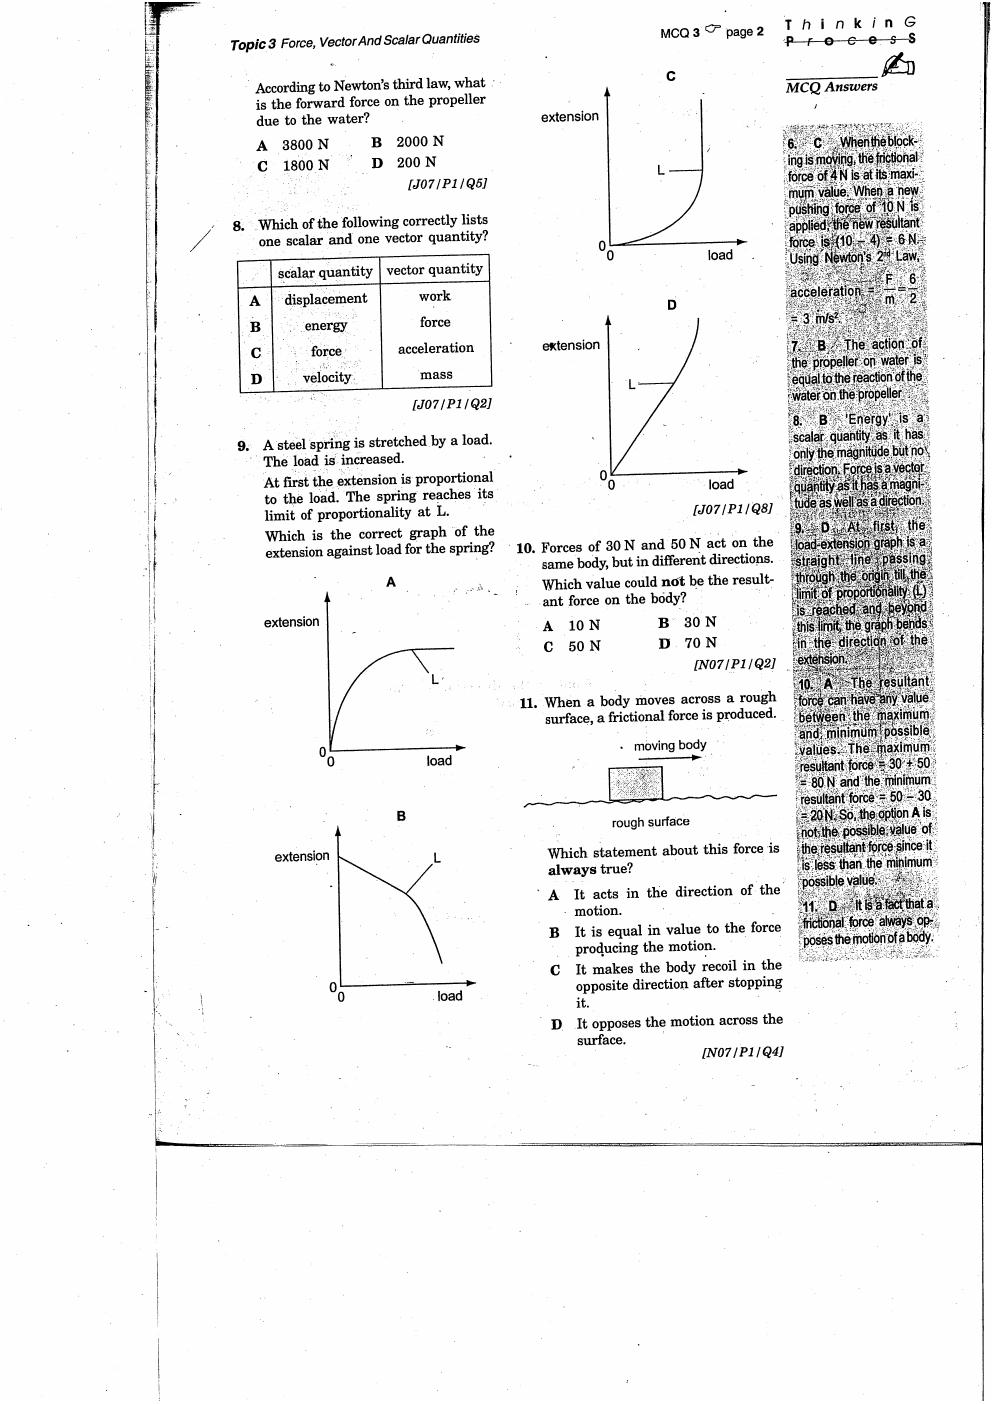 Topic 3 Force, Vector And Scalar Quantities
MCQ 3 page 2
ThinkinG
ProcesS
According to Newton's third law, what
is the forward force on the propeller
due to the water?
A 3800 N B 2000 N
C 1800 N D 200 N
[J07/P1/Q5]
8. Which of the following correctly lists
one scalar and one vector quantity?
scalar quantity vector quantity
A displacement work
B energy force
C force acceleration
D velocity mass
[J07/P1/Q2]
9. A steel spring is stretched by a load.
The load is increased.
At first the extension is proportional
to the load. The spring reaches its
limit of proportionality at L.
Which is the correct graph of the
extension against load for the spring?
A
extension
L
0
0
load
B
extension
L
0
0
load
C
extension
L
0
0
load
D
extension
L
0
0
load
[J07/P1/Q8]
10. Forces of 30 N and 50 N act on the
same body, but in different directions.
Which value could not be the result-
ant force on the body?
A 10 N B 30 N
C 50 N D 70 N
[N07/P1/Q2]
11. When a body moves across a rough
surface, a frictional force is produced.
moving body
rough surface
Which statement about this force is
always true?
A It acts in the direction of the
motion.
B It is equal in value to the force
producing the motion.
C It makes the body recoil in the
opposite direction after stopping
it.
D It opposes the motion across the
surface.
[N07/P1/Q4]
MCQ Answers
6. C When the block-
ing is moving, the frictional
force of 4 N is at its maxi-
mum value. When a new
pushing force of 10 N is
applied, the new resultant
force is (10 – 4) = 6 N.
Using Newton's 2nd Law,
acceleration = F/m = 6/2
= 3 m/s².
7. B The action of
the propeller on water is
equal to the reaction of the
water on the propeller
8. B 'Energy' is a
scalar quantity as it has
only the magnitude but no
direction. Force is a vector
quantity as it has a magni-
tude as well as a direction.
9. D At first, the
load-extension graph is a
straight line passing
through the origin till the
limit of proportionality (L)
is reached and beyond
this limit, the graph bends
in the direction of the
extension.
10. A The resultant
force can have any value
between the maximum
and minimum possible
values. The maximum
resultant force = 30 + 50
= 80 N and the minimum
resultant force = 50 – 30
= 20 N. So, the option A is
not the possible value of
the resultant force since it
is less than the minimum
possible value.
11. D It is a fact that a
frictional force always op-
poses the motion of a body.